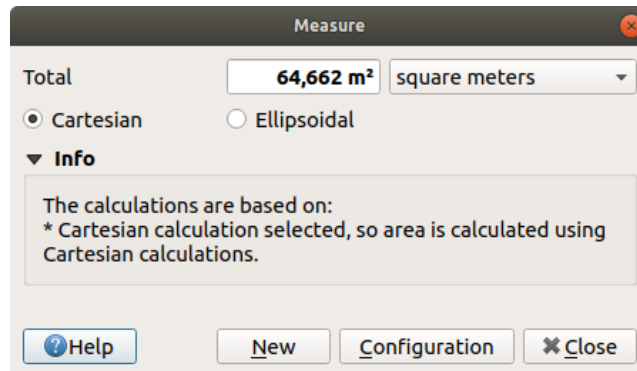 Measure
Total 64,662 m² square meters
Cartesian Ellipsoidal
Info
The calculations are based on:
* Cartesian calculation selected, so area is calculated using
Cartesian calculations.
Help New Configuration Close